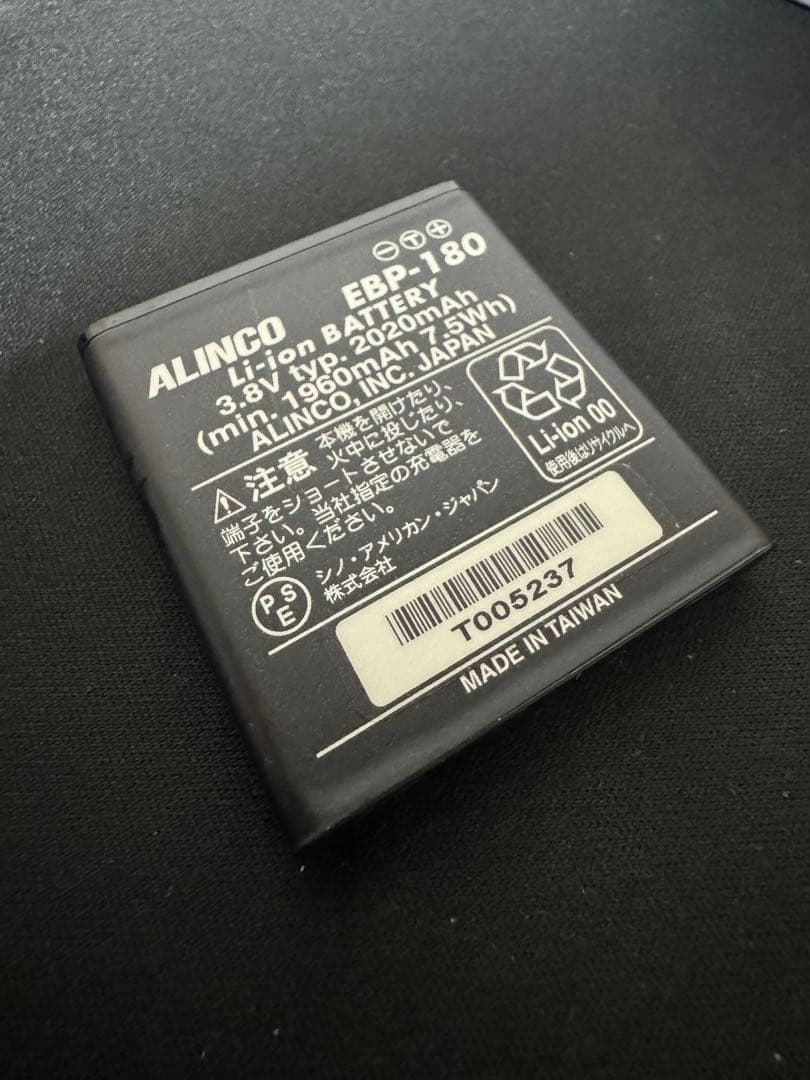 ⊖Ⓣ⊕
ALINCO EBP-180
Li-ion BATTERY
3.8V typ. 2020mAh
(min. 1960mAh 7.5Wh)
ALINCO, INC. JAPAN
⚠注意 本機を開けたり、
火中に投じたり、
端子をショートさせないで
下さい。当社指定の充電器を
ご使用ください。
Li-ion 00
使用後はリサイクルへ
PSE
シノ・アメリカン・ジャパン
株式会社
T005237
MADE IN TAIWAN